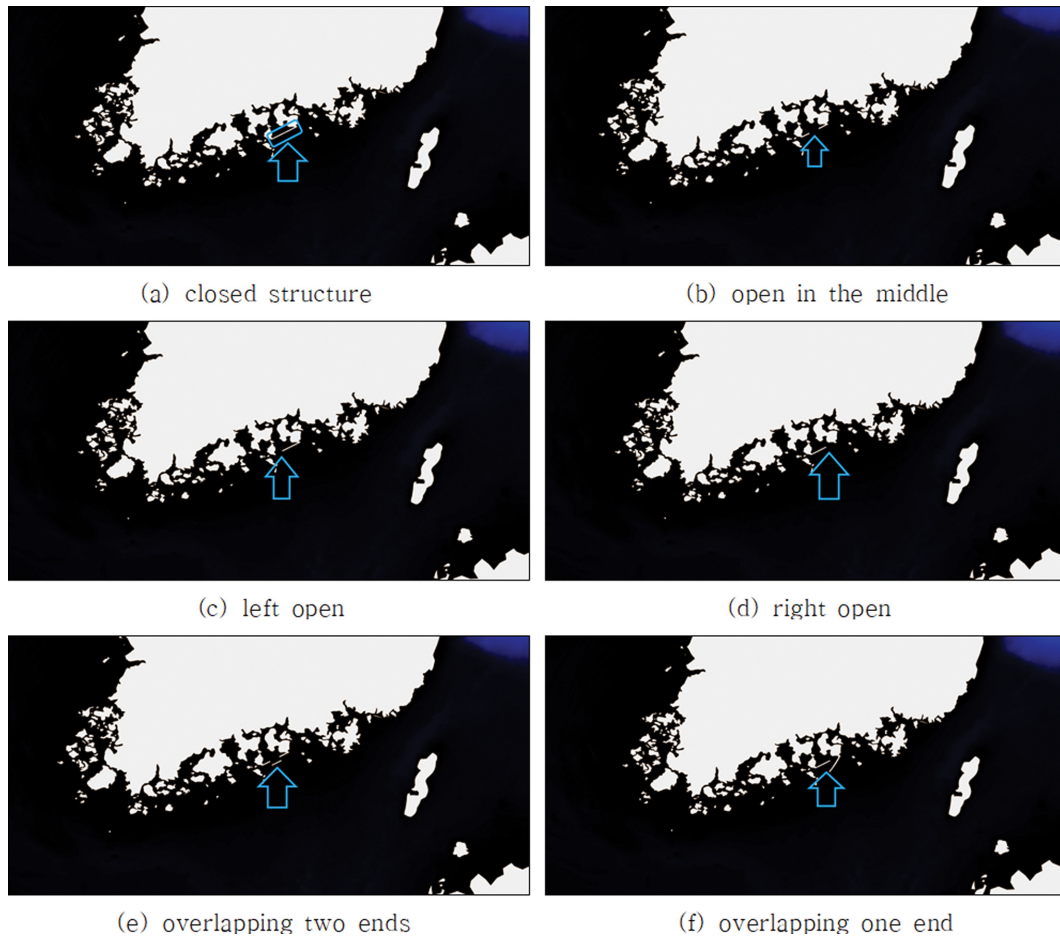 (a) closed structure
(b) open in the middle
(c) left open
(d) right open
(e) overlapping two ends
(f) overlapping one end